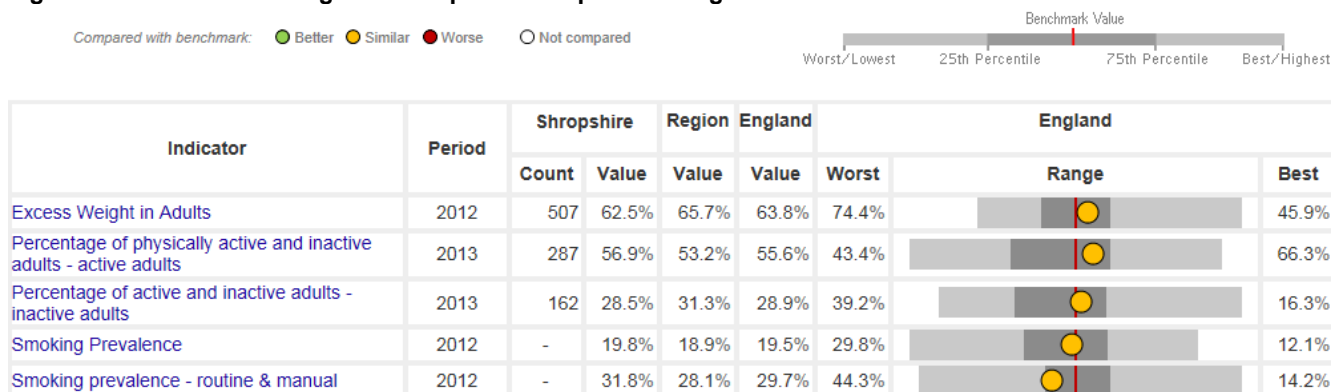 Compared with benchmark: Better Similar Worse Not compared
Benchmark Value
Worst/Lowest 25th Percentile 75th Percentile Best/Highest
Indicator Period Shropshire Region England England
Count Value Value Value Worst Range Best
Excess Weight in Adults 2012 507 62.5% 65.7% 63.8% 74.4% 45.9%
Percentage of physically active and inactive
adults - active adults 2013 287 56.9% 53.2% 55.6% 43.4% 66.3%
Percentage of active and inactive adults -
inactive adults 2013 162 28.5% 31.3% 28.9% 39.2% 16.3%
Smoking Prevalence 2012 - 19.8% 18.9% 19.5% 29.8% 12.1%
Smoking prevalence - routine & manual 2012 - 31.8% 28.1% 29.7% 44.3% 14.2%